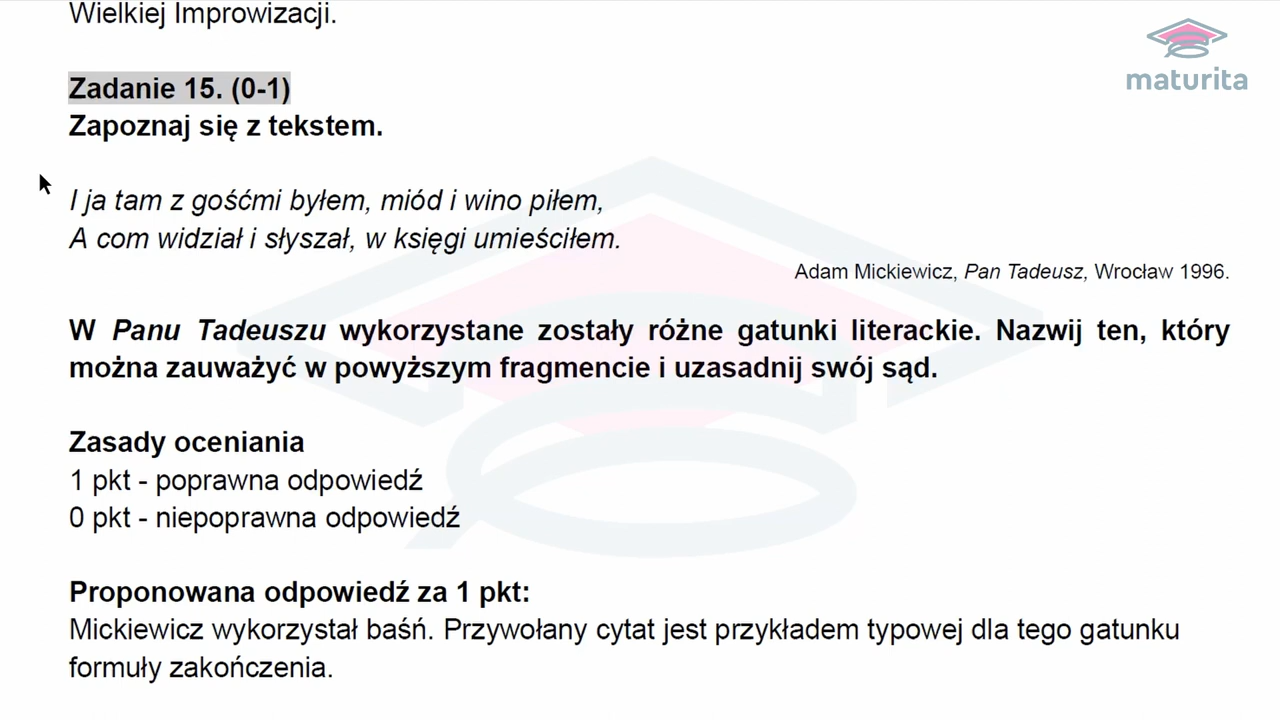 Wielkiej Improwizacji.
maturita
Zadanie 15. (0-1)
Zapoznaj się z tekstem.
I ja tam z gośćmi byłem, miód i wino piłem,
A com widział i słyszał, w księgi umieściłem.
Adam Mickiewicz, Pan Tadeusz, Wrocław 1996.
W Panu Tadeuszu wykorzystane zostały różne gatunki literackie. Nazwij ten, który
można zauważyć w powyższym fragmencie i uzasadnij swój sąd.
Zasady oceniania
1 pkt - poprawna odpowiedź
0 pkt - niepoprawna odpowiedź
Proponowana odpowiedź za 1 pkt:
Mickiewicz wykorzystał baśń. Przywołany cytat jest przykładem typowej dla tego gatunku
formuły zakończenia.